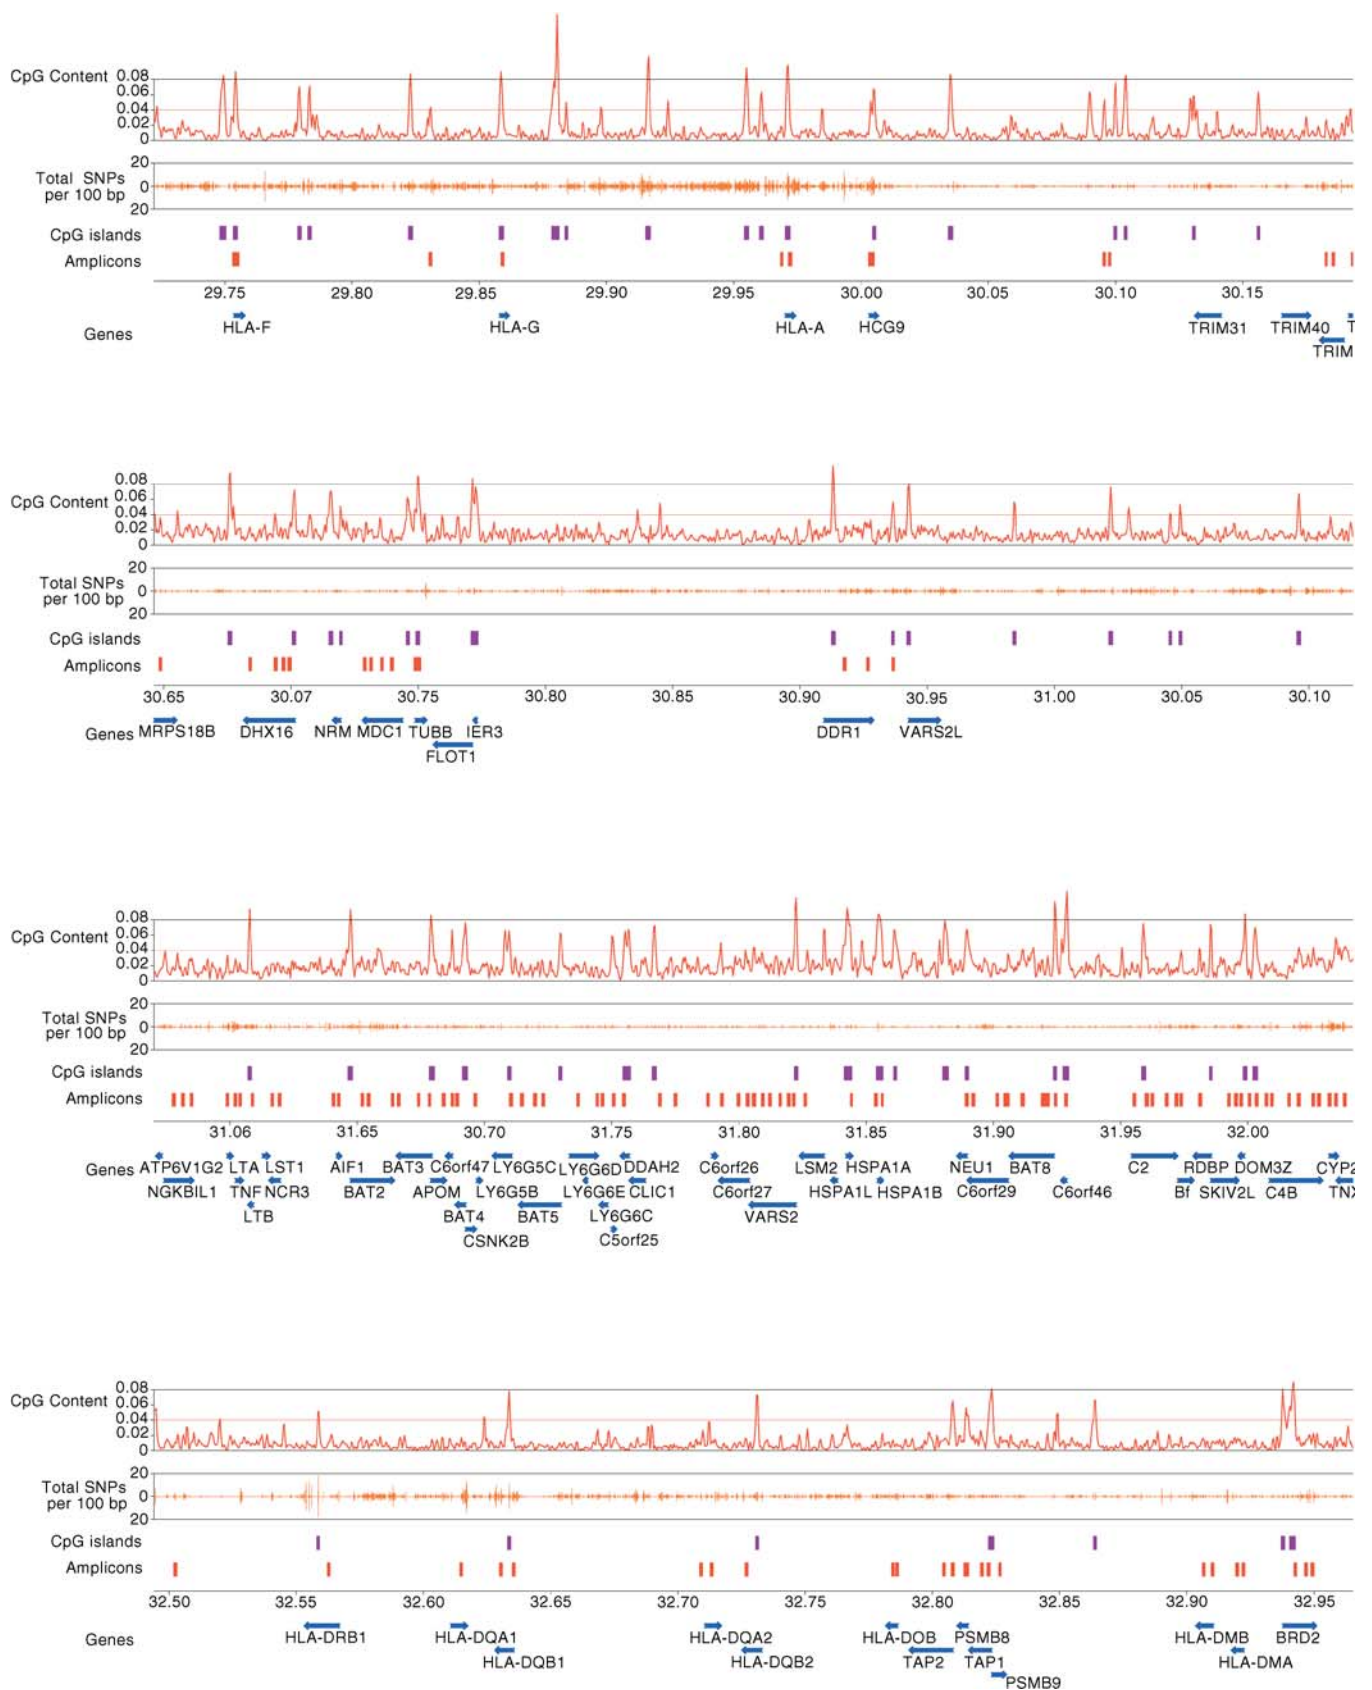 CpG Content 0.08
0.04
0.02
0
20
Total SNPs 0
per 100 bp
20
CpG islands
Amplicons
29.75 29.80 29.85 29.90 29.95 30.00 30.05 30.10 30.15
Genes HLA-F HLA-G HLA-A HCG9 TRIM31 TRIM40 T
TRIM
0.08
0.06
CpG Content 0.04
0.02
0
20
Total SNPs 0
per 100 bp
20
CpG islands
Amplicons
30.65 30.07 30.75 30.80 30.85 30.90 30.95 31.00 30.05 30.10
Genes MRPS18B DHX16 NRM MDC1 TUBB IER3 DDR1 VARS2L
FLOT1
0.08
CpG Content 0.04
0.02
0
20
Total SNPs 0
per 100 bp
20
CpG islands
Amplicons
31.06 31.65 30.70 31.75 31.80 31.85 31.90 31.95 32.00
Genes ATP6V1G2 LTA LST1 AIF1 BAT3 C6orf47 LY6G5C LY6G6D DDAH2 C6orf26 LSM2 HSPA1A NEU1 BAT8 C2 RDBP DOM3Z CYP2
NGKBIL1 TNF NCR3 BAT2 APOM LY6G5B LY6G6E CLIC1 C6orf27 HSPA1L HSPA1B C6orf29 C6orf46 Bf SKIV2L C4B TNX
LTB BAT4 BAT5 LY6G6C VARS2
CSNK2B C5orf25
CpG Content 0.08
0.04
0.02
0
20
Total SNPs 0
per 100 bp
20
CpG islands
Amplicons
32.50 32.55 32.60 32.65 32.70 32.75 32.80 32.85 32.90 32.95
Genes HLA-DRB1 HLA-DQA1 HLA-DQA2 HLA-DOB PSMB8 HLA-DMB BRD2
HLA-DQB1 HLA-DQB2 TAP2 TAP1 HLA-DMA
PSMB9